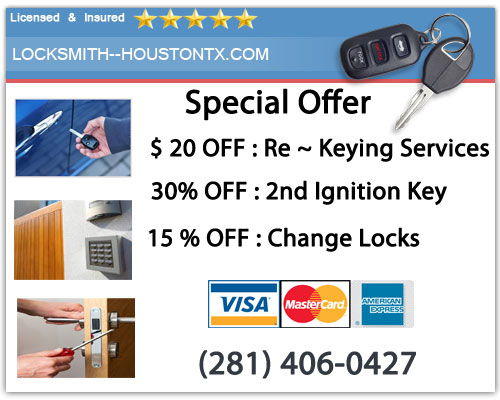 Licensed & Insured
LOCKSMITH--HOUSTONTX.COM
Special Offer
$ 20 OFF : Re ~ Keying Services
30% OFF : 2nd Ignition Key
15 % OFF : Change Locks
VISA MasterCard AMERICAN EXPRESS
(281) 406-0427